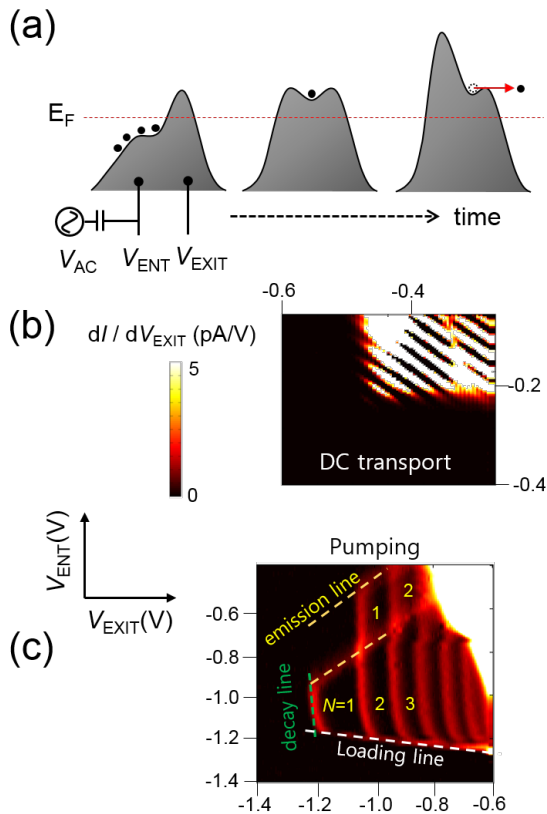 (a)
E_F
V_AC
V_ENT
V_EXIT
time
(b)
dI / dV_EXIT (pA/V)
5
0
-0.6
-0.4
-0.2
-0.4
DC transport
V_ENT(V)
V_EXIT(V)
Pumping
(c)
-0.6
-0.8
-1.0
-1.2
-1.4
emission line
1
2
decay line
N=1
2
3
Loading line
-1.4
-1.2
-1.0
-0.8
-0.6